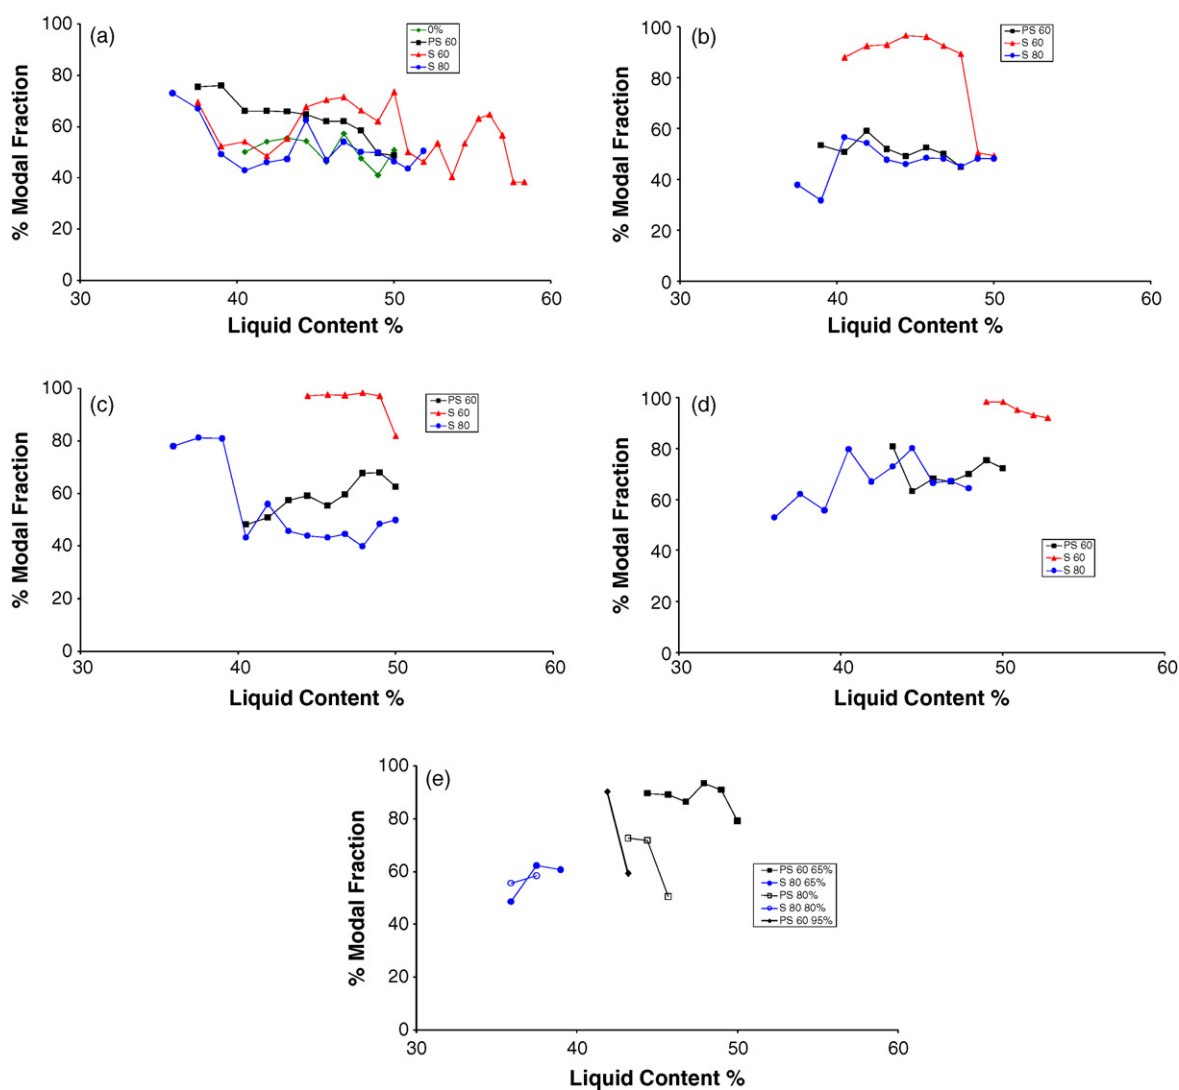 (a)
100
80
60
40
20
0
30
40
50
60
% Modal Fraction
Liquid Content %
0%
PS 60
S 60
S 80
(b)
100
80
60
40
20
0
30
40
50
60
% Modal Fraction
Liquid Content %
PS 60
S 60
S 80
(c)
100
80
60
40
20
0
30
40
50
60
% Modal Fraction
Liquid Content %
PS 60
S 60
S 80
(d)
100
80
60
40
20
0
30
40
50
60
% Modal Fraction
Liquid Content %
PS 60
S 60
S 80
(e)
100
80
60
40
20
0
30
40
50
60
% Modal Fraction
Liquid Content %
PS 60 65%
S 80 65%
PS 80%
S 80 80%
PS 60 95%